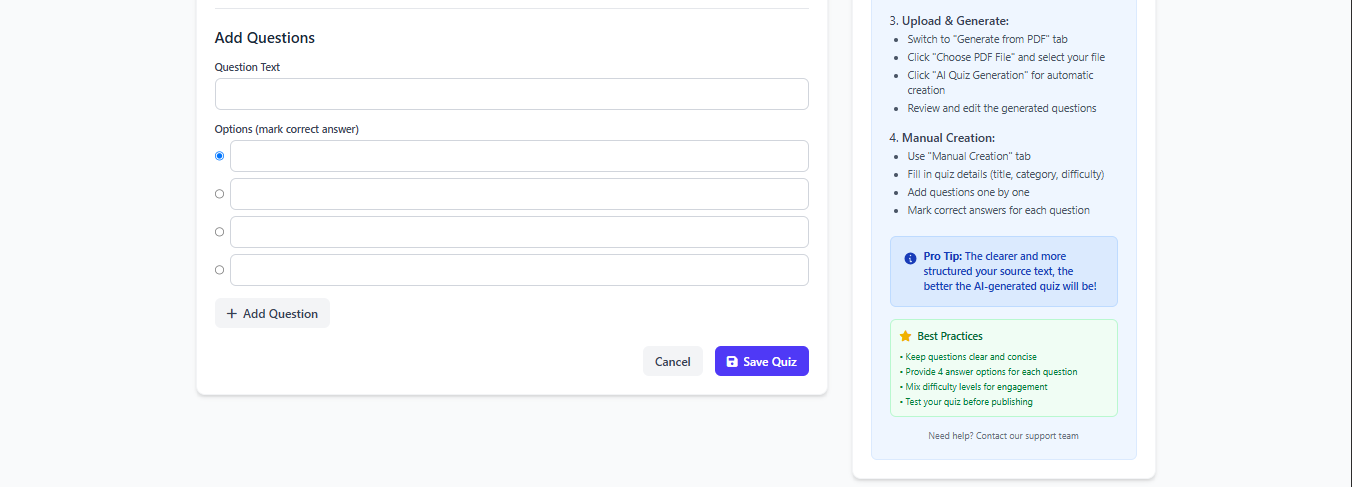 Add Questions
Question Text
Options (mark correct answer)
+ Add Question
Cancel
Save Quiz
3. Upload & Generate:
• Switch to "Generate from PDF" tab
• Click "Choose PDF File" and select your file
• Click "AI Quiz Generation" for automatic
creation
• Review and edit the generated questions
4. Manual Creation:
• Use "Manual Creation" tab
• Fill in quiz details (title, category, difficulty)
• Add questions one by one
• Mark correct answers for each question
Pro Tip: The clearer and more
structured your source text, the
better the AI-generated quiz will be!
Best Practices
• Keep questions clear and concise
• Provide 4 answer options for each question
• Mix difficulty levels for engagement
• Test your quiz before publishing
Need help? Contact our support team